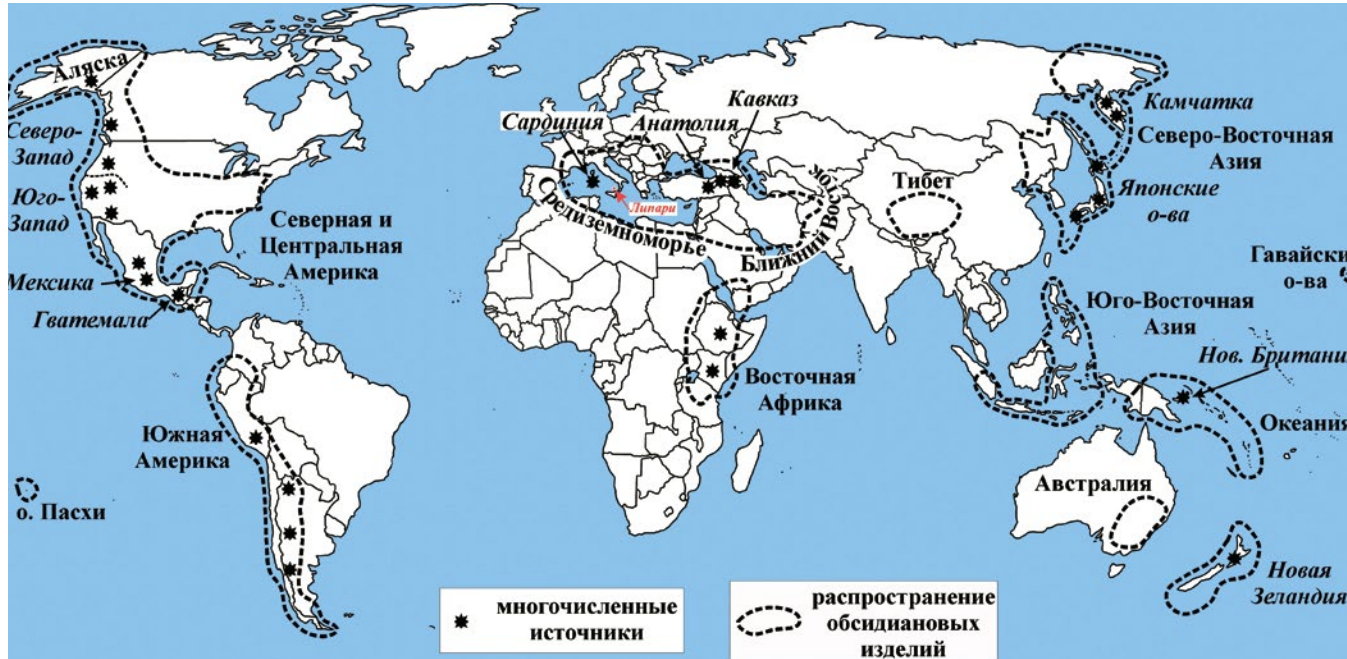 Аляска
Северо-
Запад
Юго-
Запад
Мексика
Гватемала
Северная и
Центральная
Америка
Южная
Америка
о. Пасхи
Сардиния
Анатолия
Кавказ
Липари
Средиземноморье
Ближний Восток
Восточная
Африка
Тибет
Камчатка
Северо-Восточная
Азия
Японские
о-ва
Гавайски
о-ва
Юго-Восточная
Азия
Нов. Британия
Океания
Австралия
Новая
Зеландия
многочисленные
источники
распространение
обсидиановых
изделий